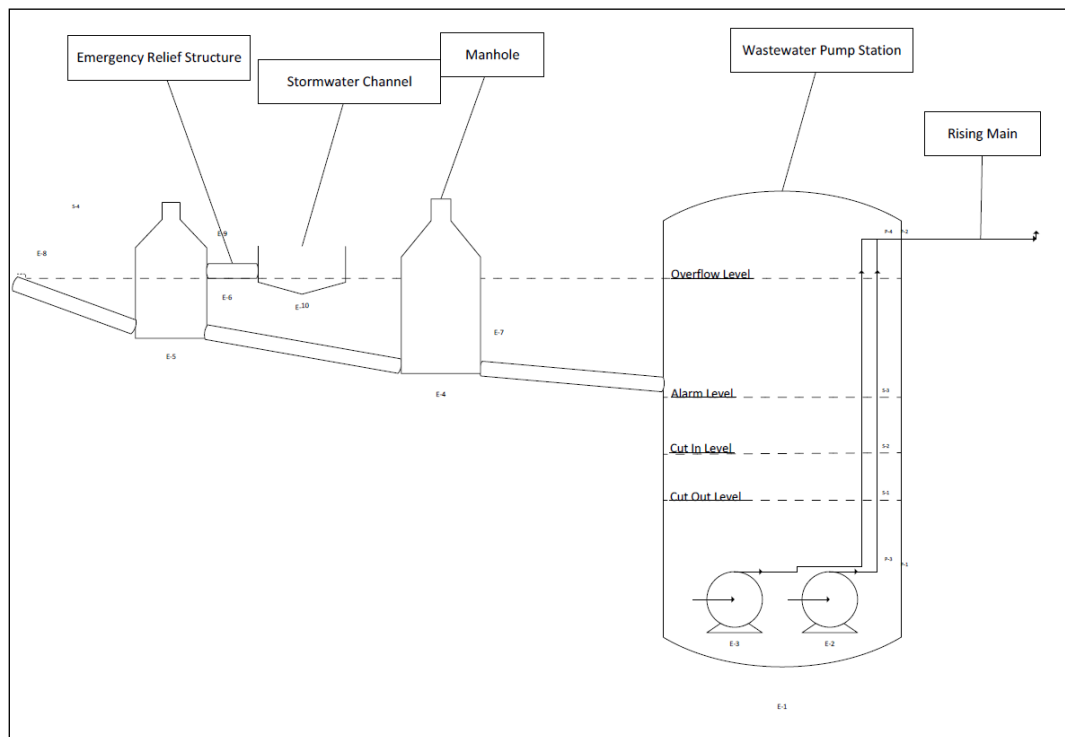 Emergency Relief Structure
Stormwater Channel
Manhole
Wastewater Pump Station
Rising Main
S-4
E-8
E-9
E-6
E-10
E-5
E-7
E-4
P-4
P-2
Overflow Level
Alarm Level
S-3
Cut In Level
S-2
Cut Out Level
S-1
P-3
P-1
E-3
E-2
E-1